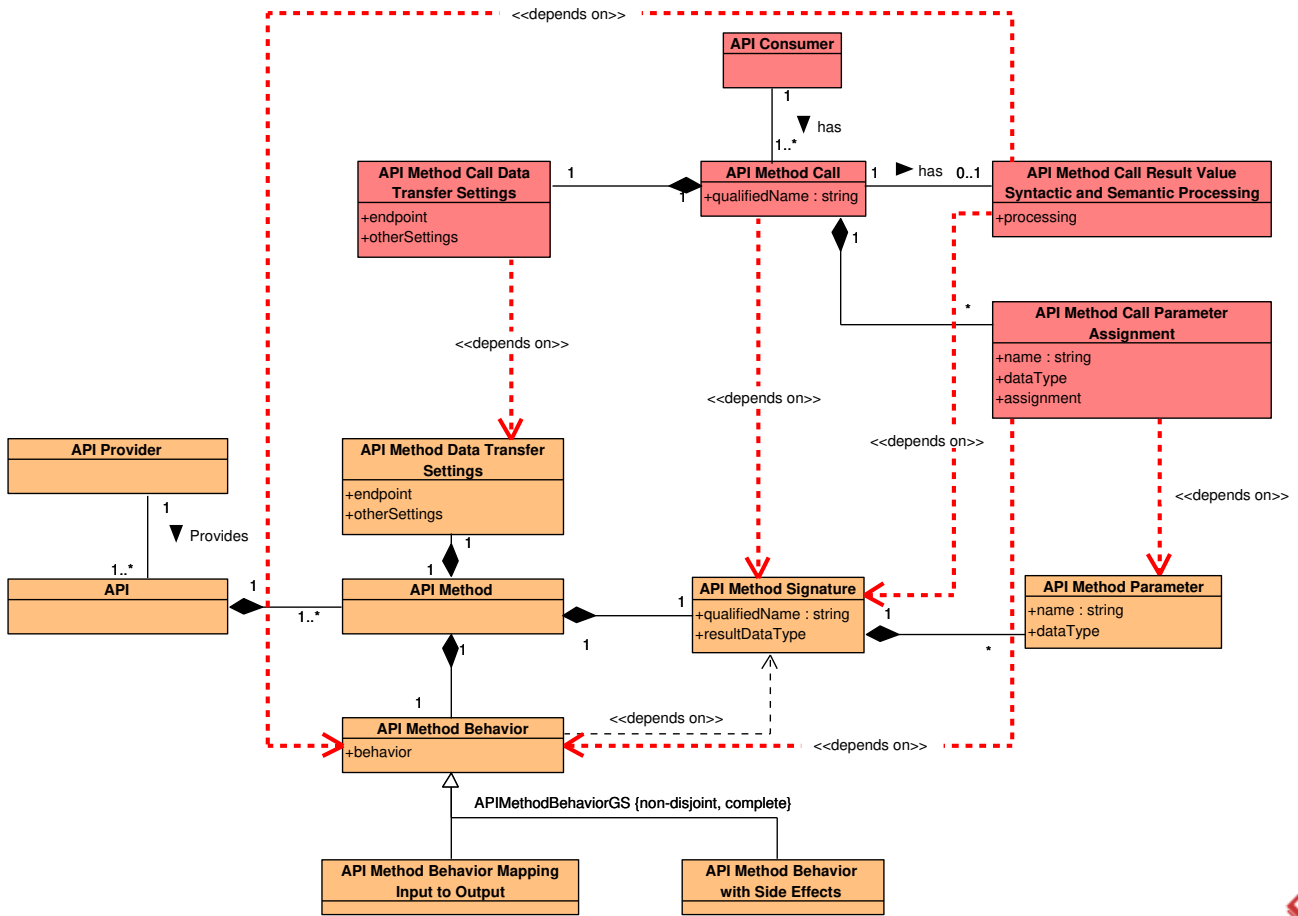 <<depends on>>
API Consumer
1
has
1..*
API Method Call Data
Transfer Settings
+endpoint
+otherSettings
1
1
API Method Call
+qualifiedName : string
1
has
0..1
API Method Call Result Value
Syntactic and Semantic Processing
+processing
1
*
API Method Call Parameter
Assignment
+name : string
+dataType
+assignment
<<depends on>>
<<depends on>>
<<depends on>>
<<depends on>>
API Provider
1
Provides
1..*
API Method Data Transfer
Settings
+endpoint
+otherSettings
1
1
API
1
1..*
API Method
1
1
API Method Signature
+qualifiedName : string
+resultDataType
1
*
API Method Parameter
+name : string
+dataType
1
1
API Method Behavior
+behavior
<<depends on>>
<<depends on>>
APIMethodBehaviorGS {non-disjoint, complete}
API Method Behavior Mapping
Input to Output
API Method Behavior
with Side Effects